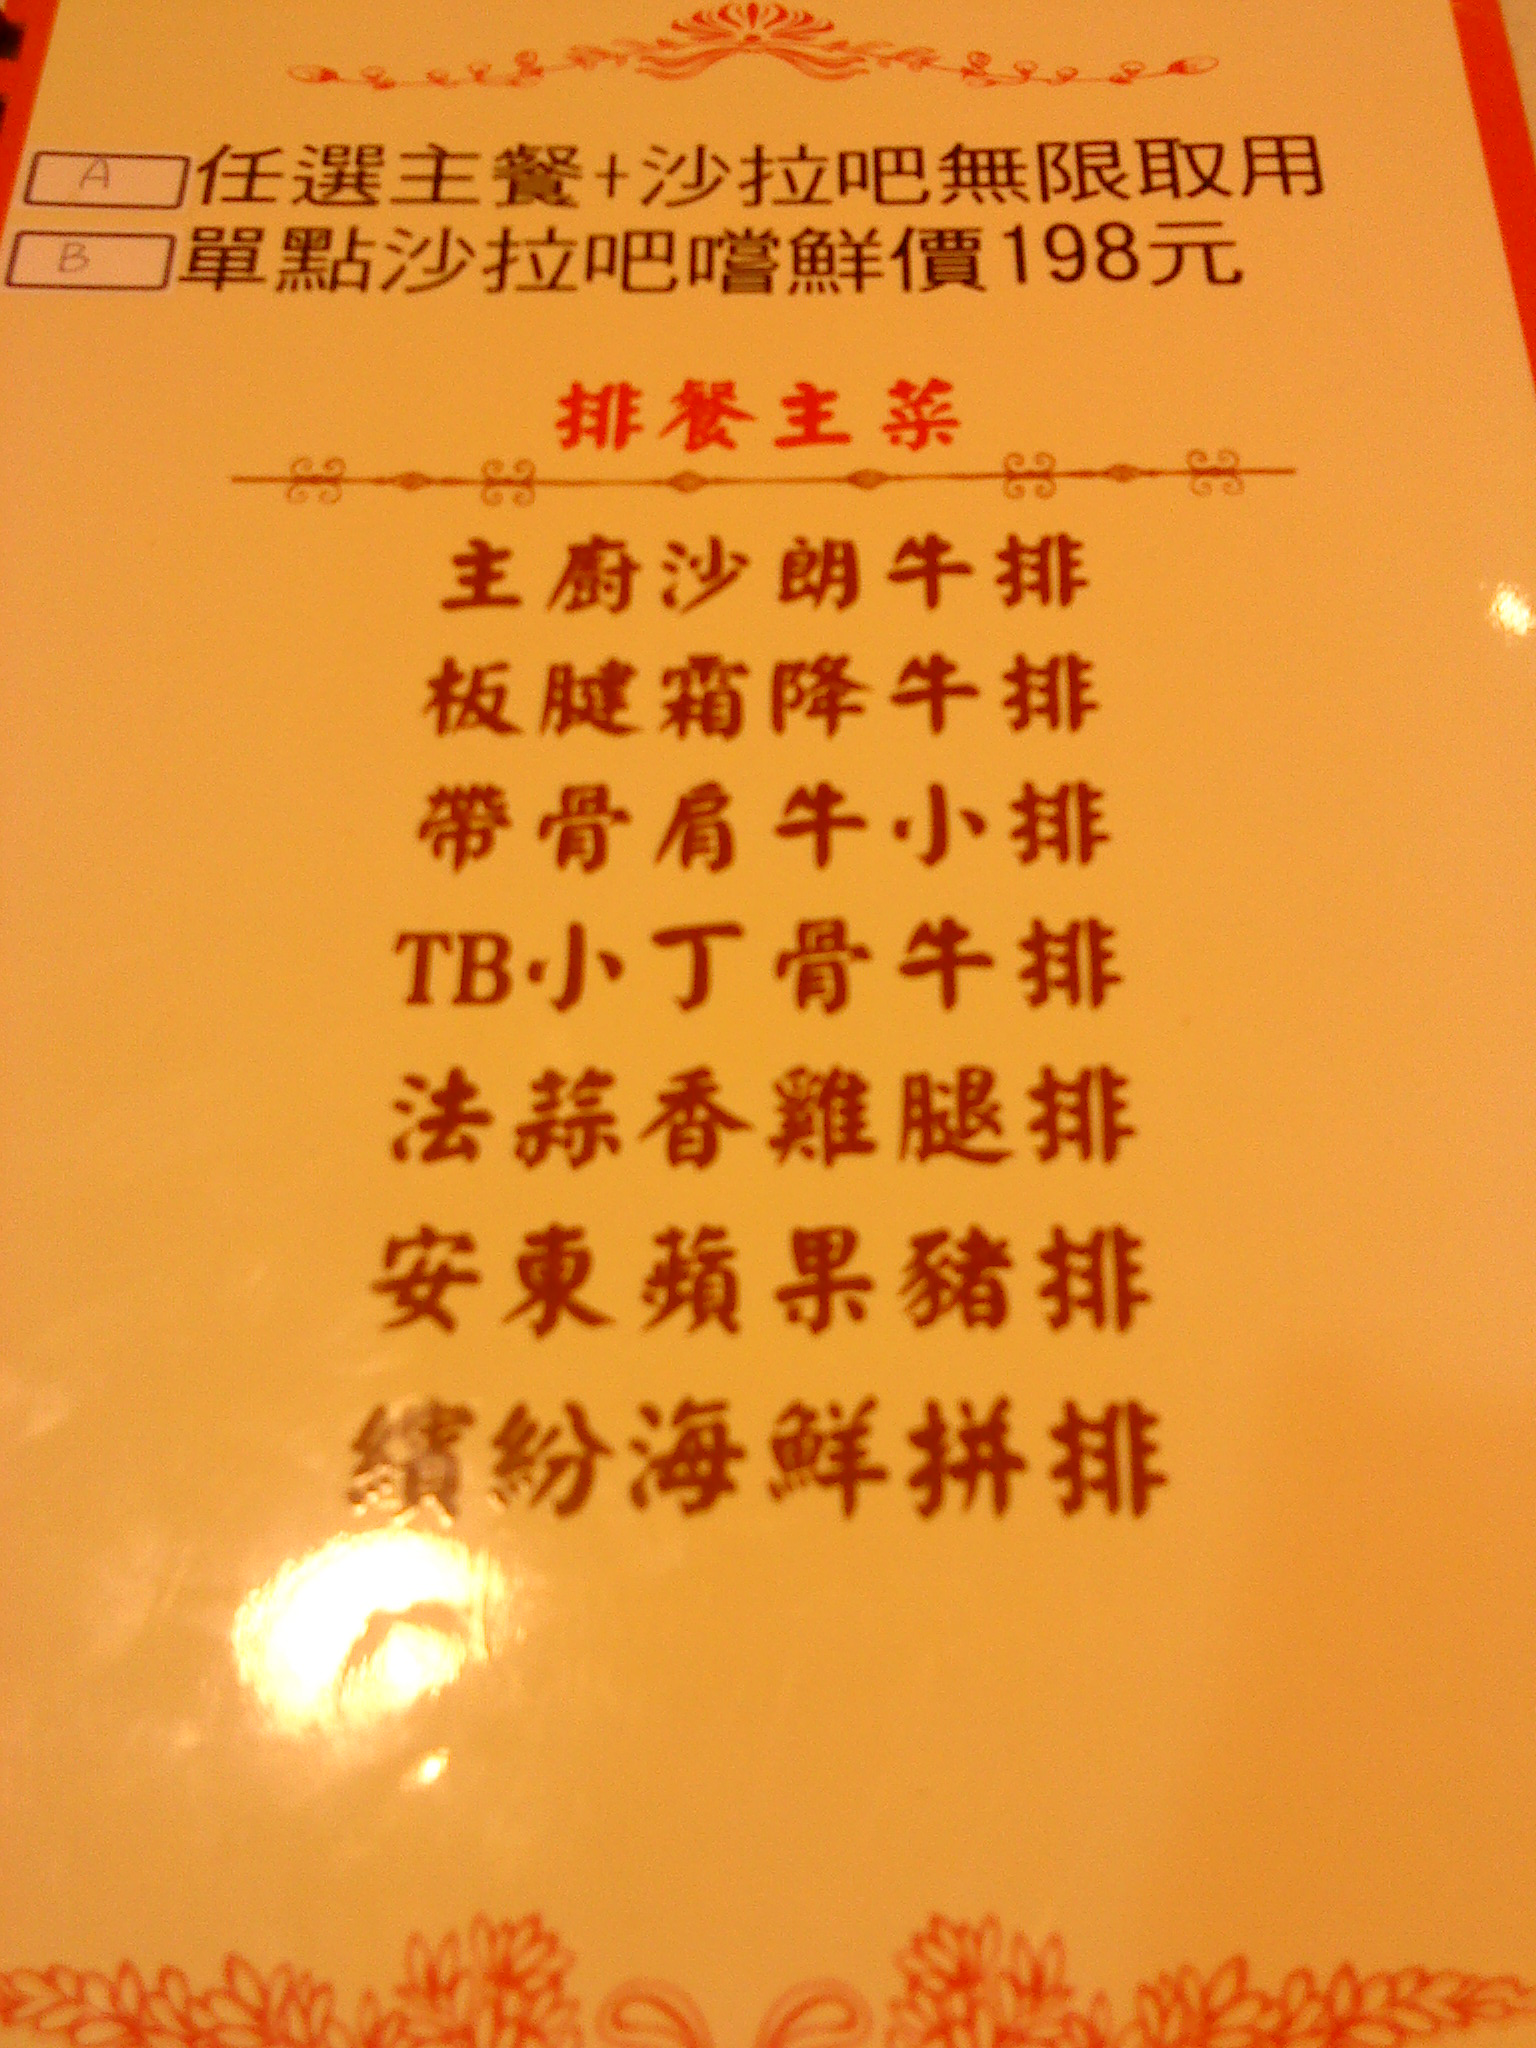 A 任選主餐+沙拉吧無限取用
B 單點沙拉吧嚐鮮價198元
排餐主菜
主廚沙朗牛排
板腱霜降牛排
帶骨肩牛小排
TB小丁骨牛排
法蒜香雞腿排
安東蘋果豬排
繽紛海鮮拼排